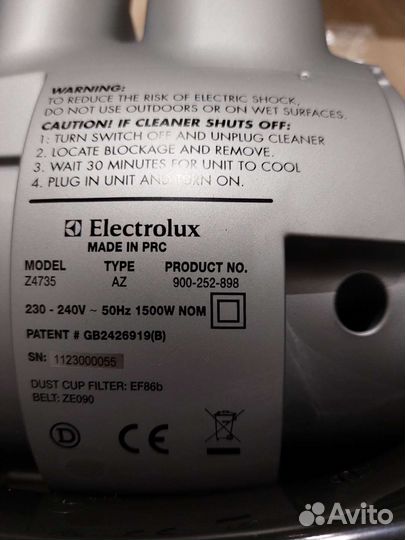 WARNING:
TO REDUCE THE RISK OF ELECTRIC SHOCK,
DO NOT USE OUTDOORS OR ON WET SURFACES.
CAUTION! IF CLEANER SHUTS OFF:
1: TURN SWITCH OFF AND UNPLUG CLEANER
2. LOCATE BLOCKAGE AND REMOVE.
3. WAIT 30 MINUTES FOR UNIT TO COOL
4. PLUG IN UNIT AND TURN ON.
Electrolux
MADE IN PRC
MODEL TYPE PRODUCT NO.
Z4735 AZ 900-252-898
230 - 240V ~ 50Hz 1500W NOM
PATENT # GB2426919(B)
SN: 1123000055
DUST CUP FILTER: EF86b
BELT: ZE090
D CE
Avito